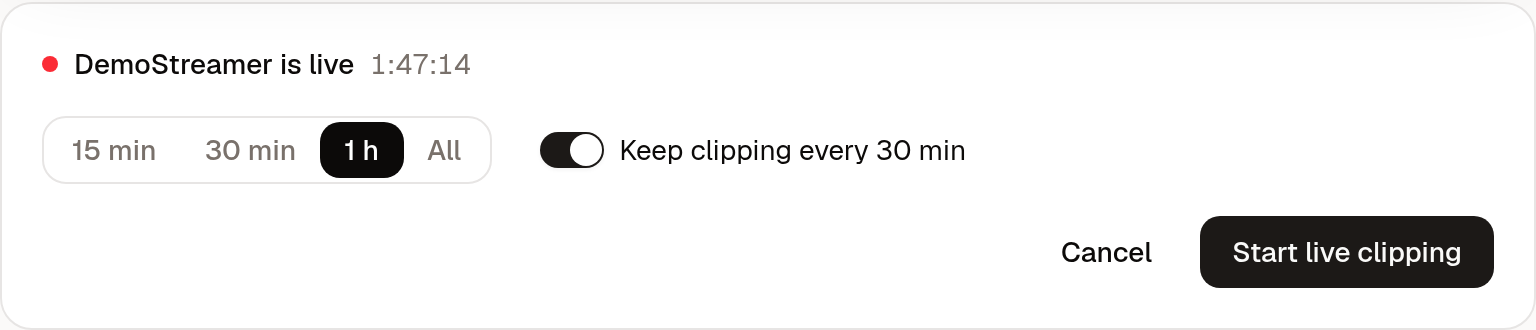 DemoStreamer is live 1:47:14
15 min 30 min 1 h All Keep clipping every 30 min
Cancel Start live clipping